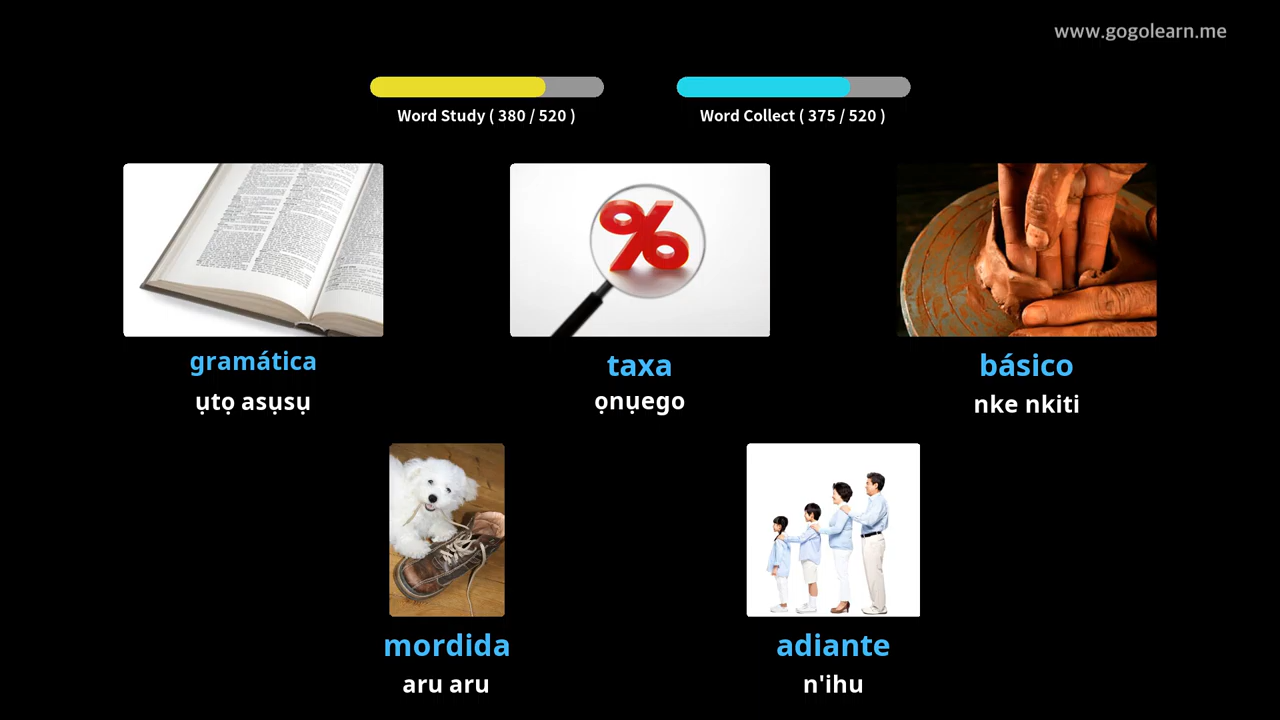 www.gogolearn.me
Word Study ( 380 / 520 )
Word Collect ( 375 / 520 )
gramática
taxa
básico
ụtọ asụsụ
ọnụego
nke nkiti
mordida
adiante
aru aru
n'ihu